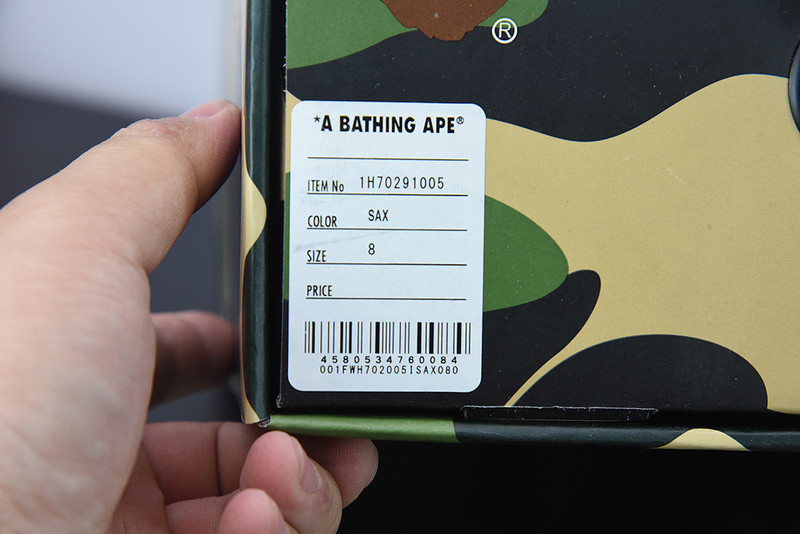 ®
*A BATHING APE®
ITEM No 1H70291005
COLOR SAX
SIZE 8
PRICE
4580534760084
001FWH702005ISAX080